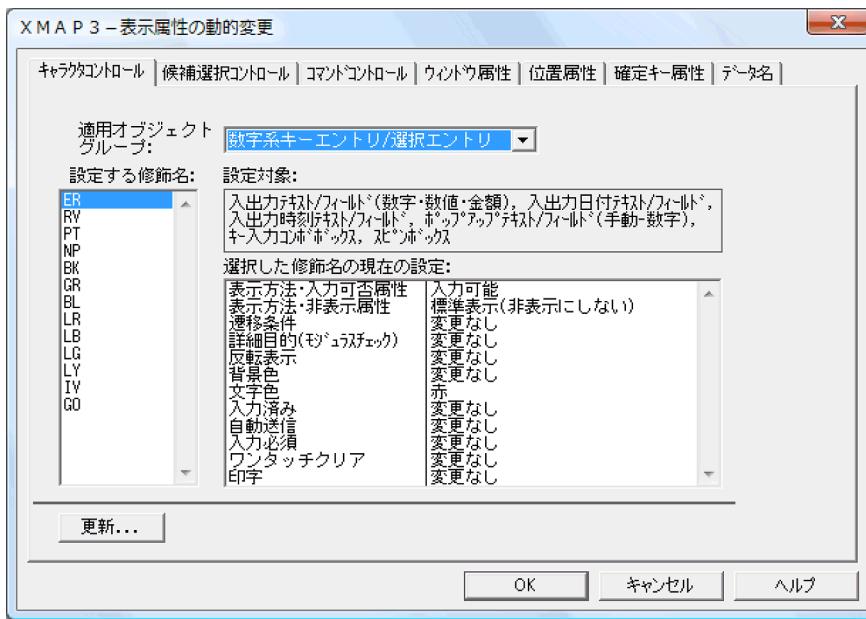 XMAP3－表示属性の動的変更
ｷｬﾗｸﾀｺﾝﾄﾛｰﾙ 候補選択ｺﾝﾄﾛｰﾙ ｺﾏﾝﾄﾞｺﾝﾄﾛｰﾙ ｳｨﾝﾄﾞｳ属性 位置属性 確定ｷｰ属性 ﾃﾞｰﾀ名
適用オブジェクト
グループ:
数字系キーエントリ/選択エントリ
設定する修飾名:
設定対象:
ER
RV
PT
NP
BK
GR
BL
LR
LB
LG
LY
IV
GO
入出力ﾃｷｽﾄ/ﾌｨｰﾙﾄﾞ(数字･数値･金額), 入出力日付ﾃｷｽﾄ/ﾌｨｰﾙﾄﾞ,
入出力時刻ﾃｷｽﾄ/ﾌｨｰﾙﾄﾞ, ﾎﾟｯﾌﾟｱｯﾌﾟﾃｷｽﾄ/ﾌｨｰﾙﾄﾞ(手動-数字),
ｷｰ入力ｺﾝﾎﾞﾎﾞｯｸｽ, ｽﾋﾟﾝﾎﾞｯｸｽ
選択した修飾名の現在の設定:
表示方法･入力可否属性 入力可能
表示方法･非表示属性 標準表示(非表示にしない)
遷移条件 変更なし
詳細目的(ﾓｼﾞｭﾗｽﾁｪｯｸ) 変更なし
反転表示 変更なし
背景色 変更なし
文字色 赤
入力済み 変更なし
自動送信 変更なし
入力必須 変更なし
ワンタッチクリア 変更なし
印字 変更なし
更新...
OK キャンセル ヘルプ